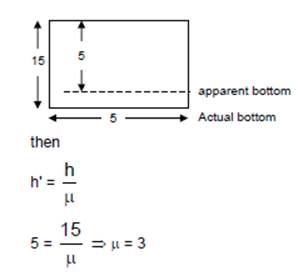 15
5
apparent bottom
5
Actual bottom
then
h' = h/μ
5 = 15/μ ⇒ μ = 3